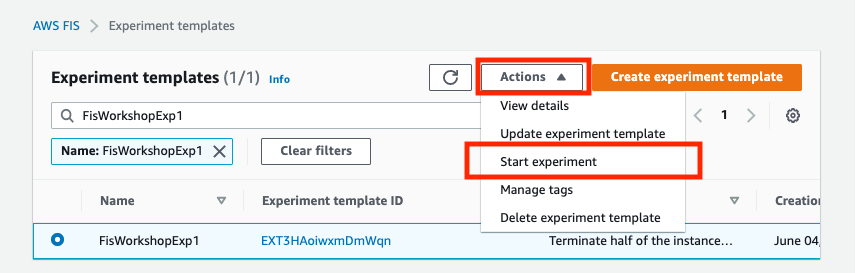 AWS FIS > Experiment templates
Experiment templates (1/1) Info
Actions
Create experiment template
FisWorkshopExp1
1
View details
Update experiment template
Start experiment
Manage tags
Delete experiment template
Name: FisWorkshopExp1
Clear filters
Name Experiment template ID Creation
FisWorkshopExp1 EXT3HAoiwxmDmWqn Terminate half of the instance... June 04,